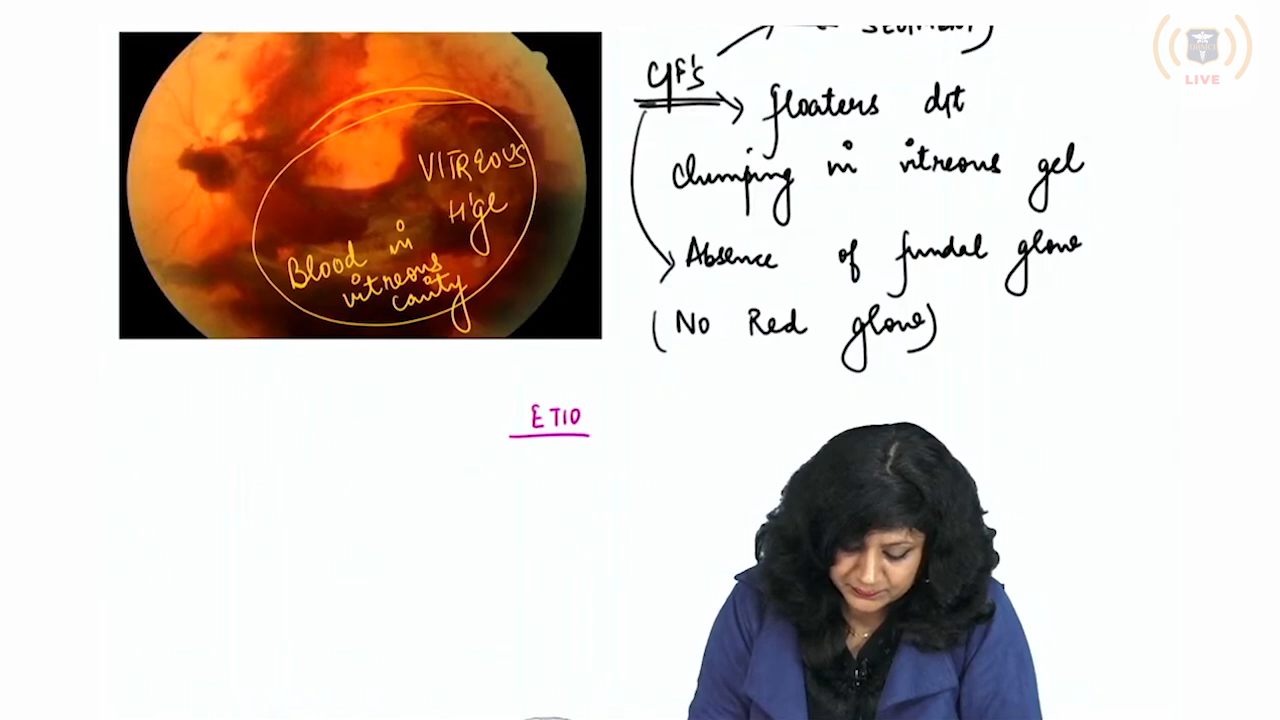 VITREOUS
H'ge
Blood in
vitreous
cavity
C/F's
floaters d/t
clumping in vitreous gel
Absence of fundal glow
(No Red glow)
ETIO
LIVE